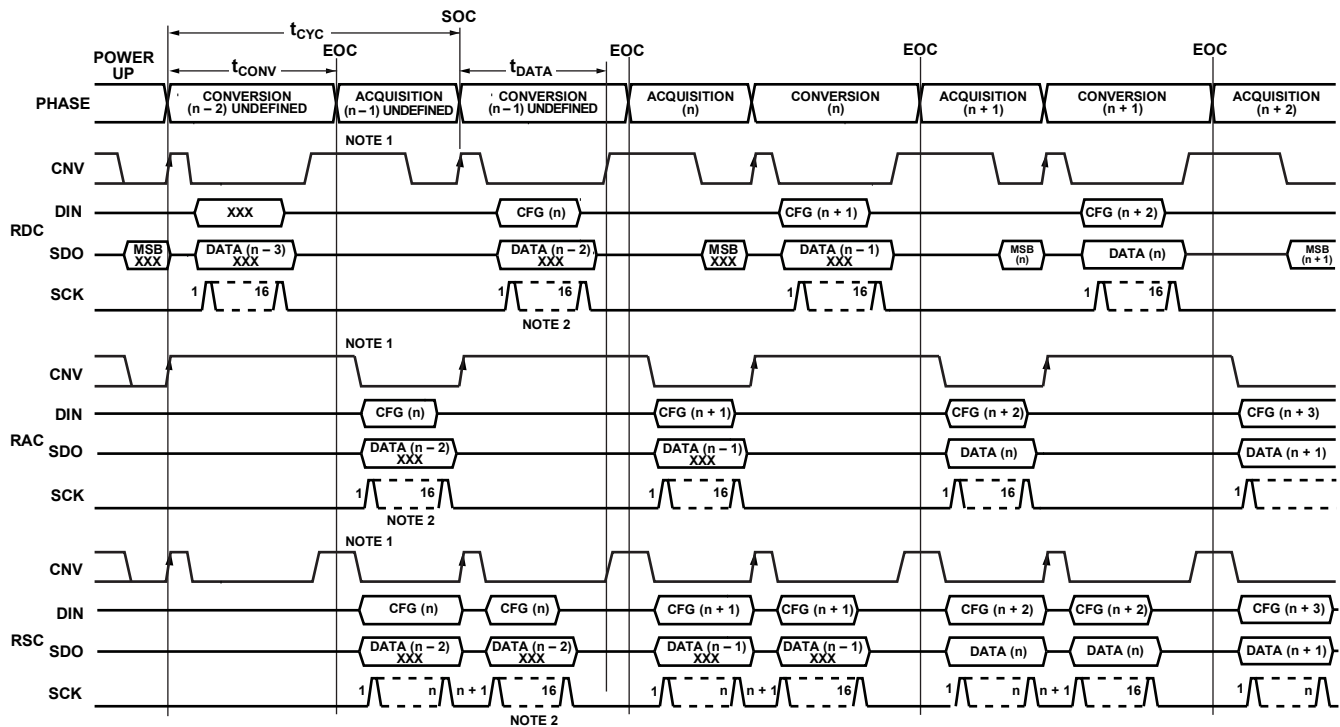 SOC
tCYC
POWER UP
EOC EOC EOC EOC
tCONV tDATA
PHASE
CONVERSION (n – 2) UNDEFINED
ACQUISITION (n – 1) UNDEFINED
CONVERSION (n – 1) UNDEFINED
ACQUISITION (n)
CONVERSION (n)
ACQUISITION (n + 1)
CONVERSION (n + 1)
ACQUISITION (n + 2)
NOTE 1
CNV
RDC
DIN XXX CFG (n) CFG (n + 1) CFG (n + 2)
SDO
MSB XXX
DATA (n – 3) XXX
DATA (n – 2) XXX
MSB XXX
DATA (n – 1) XXX
MSB (n)
DATA (n)
MSB (n + 1)
SCK 1 16 1 16 1 16 1 16
NOTE 2
NOTE 1
CNV
RAC
DIN CFG (n) CFG (n + 1) CFG (n + 2) CFG (n + 3)
SDO
DATA (n – 2) XXX
DATA (n – 1) XXX
DATA (n)
DATA (n + 1)
SCK 1 16 1 16 1 16 1
NOTE 2
NOTE 1
CNV
RSC
DIN CFG (n) CFG (n) CFG (n + 1) CFG (n + 1) CFG (n + 2) CFG (n + 2) CFG (n + 3)
SDO
DATA (n – 2) XXX
DATA (n – 2) XXX
DATA (n – 1) XXX
DATA (n – 1) XXX
DATA (n)
DATA (n)
DATA (n + 1)
SCK 1 n n + 1 16 1 n n + 1 16 1 n n + 1 16 1 n
NOTE 2